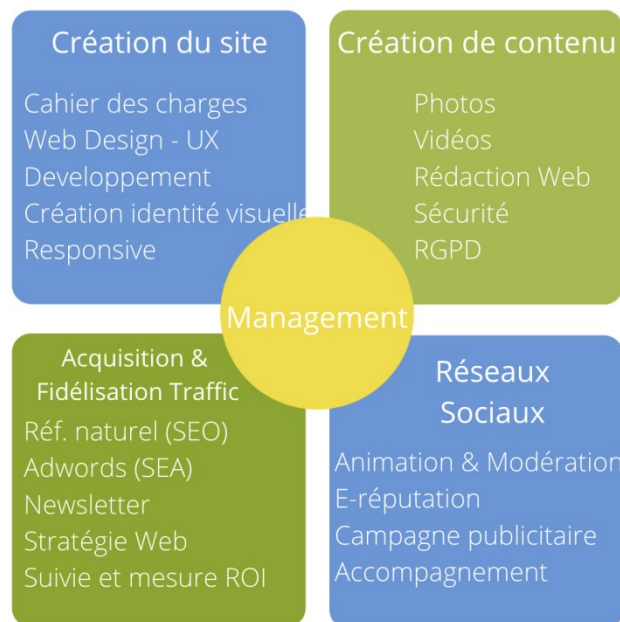 Création du site
Cahier des charges
Web Design - UX
Developpement
Création identité visuelle
Responsive
Création de contenu
Photos
Vidéos
Rédaction Web
Sécurité
RGPD
Management
Acquisition &
Fidélisation Traffic
Réf. naturel (SEO)
Adwords (SEA)
Newsletter
Stratégie Web
Suivie et mesure ROI
Réseaux
Sociaux
Animation & Modération
E-réputation
Campagne publicitaire
Accompagnement